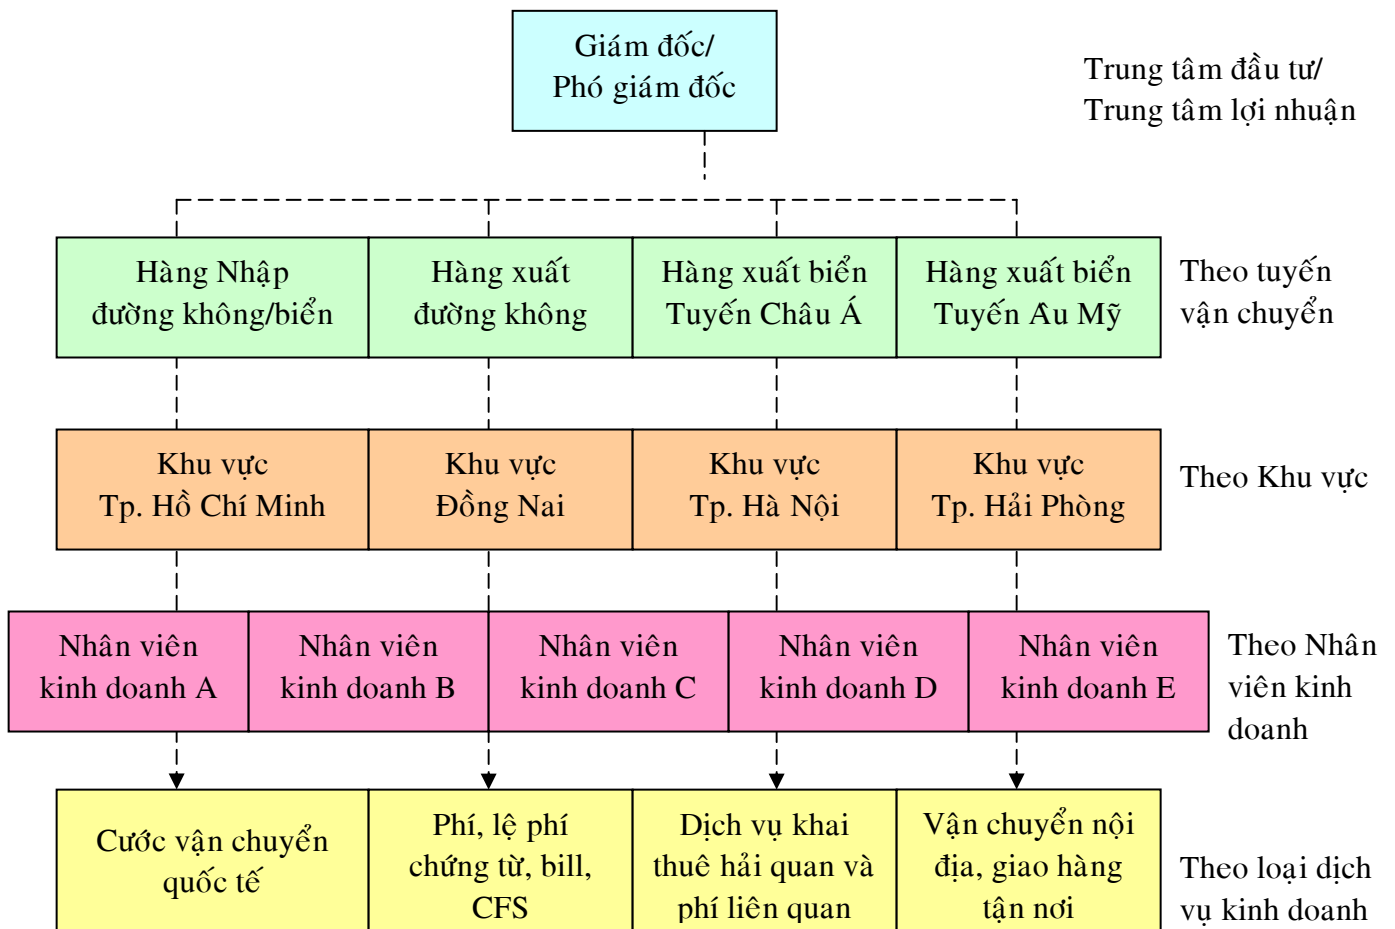 Giám đốc/
Phó giám đốc
Trung tâm đầu tư/
Trung tâm lợi nhuận
Hàng Nhập
đường không/biển
Hàng xuất
đường không
Hàng xuất biển
Tuyến Châu Á
Hàng xuất biển
Tuyến Âu Mỹ
Theo tuyến
vận chuyển
Khu vực
Tp. Hồ Chí Minh
Khu vực
Đồng Nai
Khu vực
Tp. Hà Nội
Khu vực
Tp. Hải Phòng
Theo Khu vực
Nhân viên
kinh doanh A
Nhân viên
kinh doanh B
Nhân viên
kinh doanh C
Nhân viên
kinh doanh D
Nhân viên
kinh doanh E
Theo Nhân
viên kinh
doanh
Cước vận chuyển
quốc tế
Phí, lệ phí
chứng từ, bill,
CFS
Dịch vụ khai
thuê hải quan và
phí liên quan
Vận chuyển nội
địa, giao hàng
tận nơi
Theo loại dịch
vụ kinh doanh